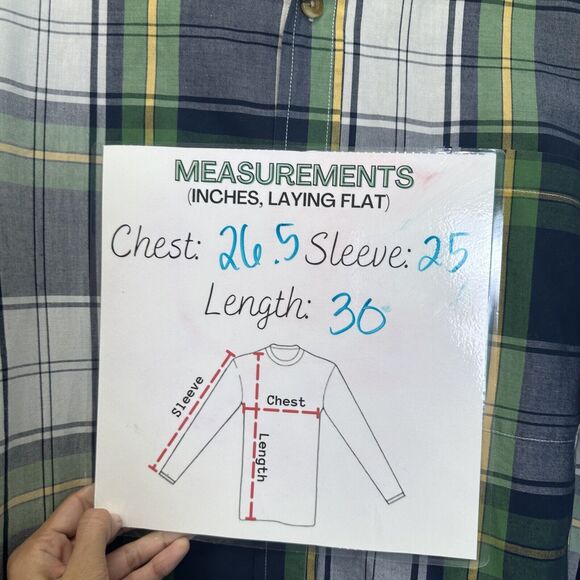 MEASUREMENTS
(INCHES, LAYING FLAT)
Chest: 26.5 Sleeve: 25
Length: 30
Sleeve
Chest
Length